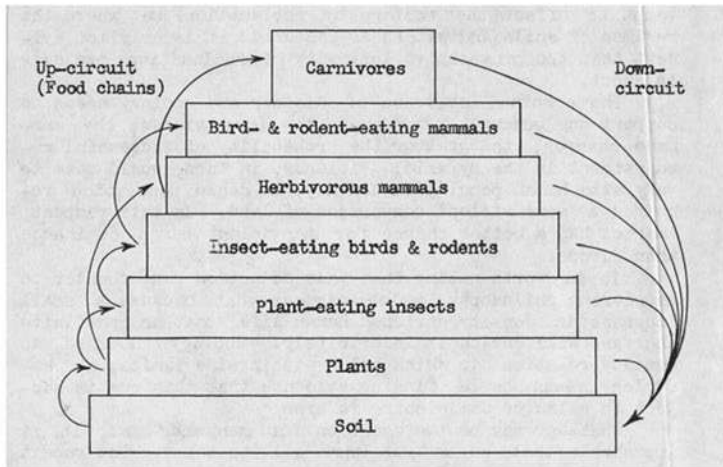 Up-circuit
(Food chains)
Carnivores
Down-
circuit
Bird- & rodent-eating mammals
Herbivorous mammals
Insect-eating birds & rodents
Plant-eating insects
Plants
Soil